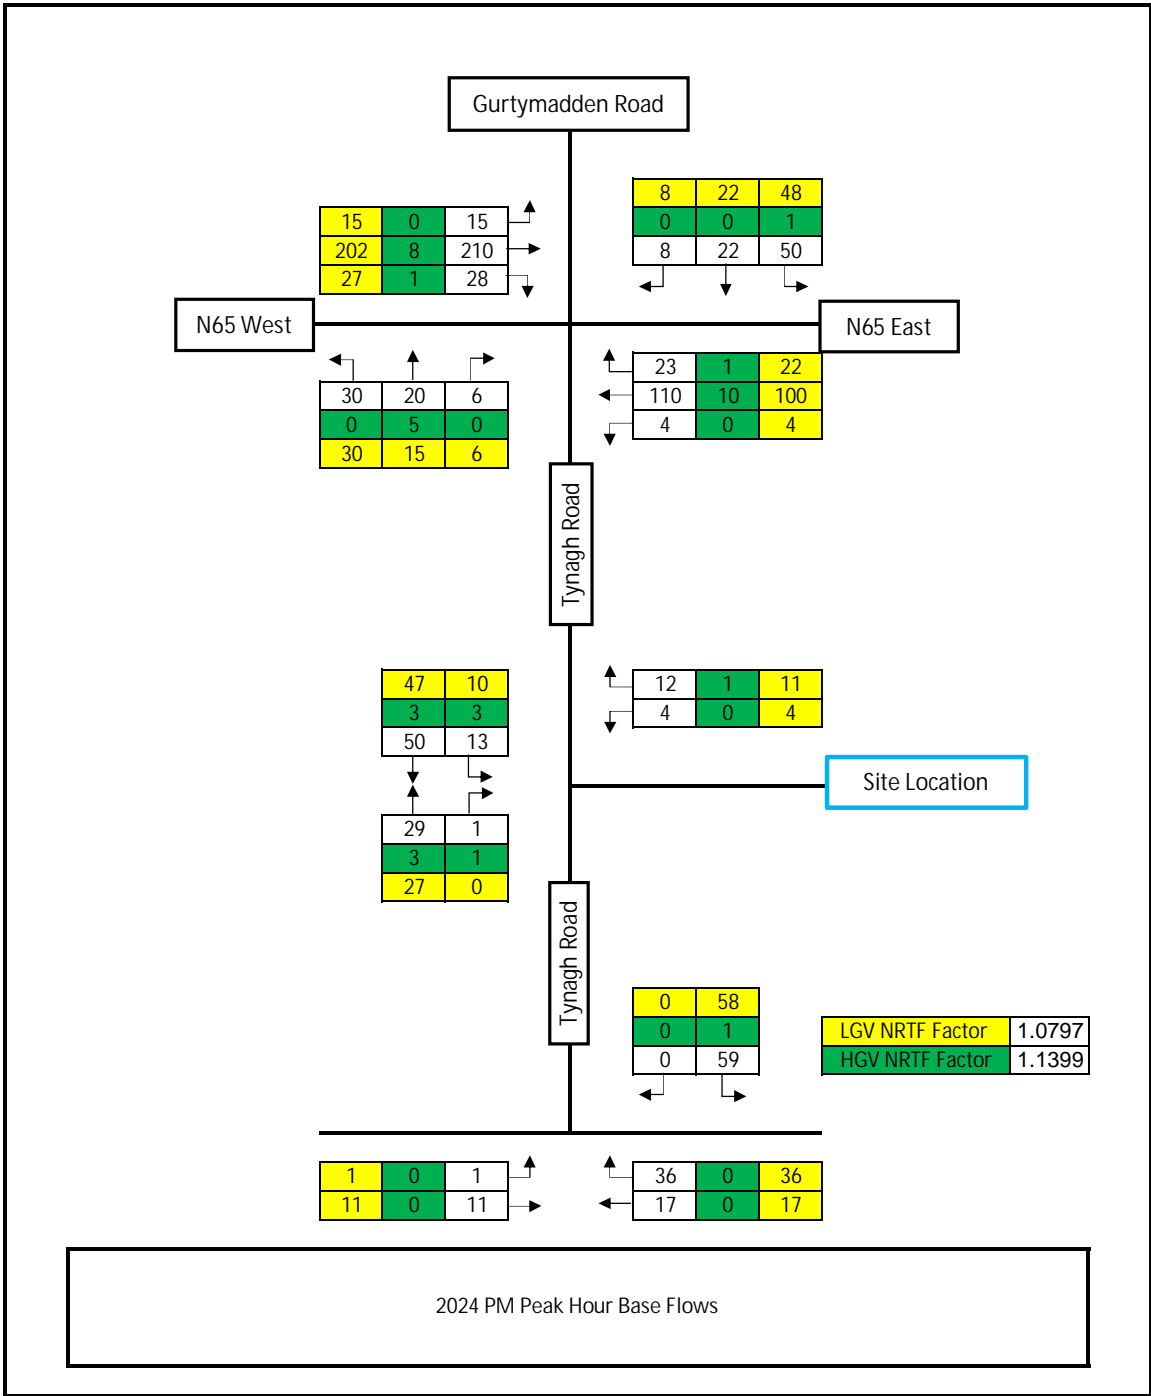 Gurtymadden Road
8 22 48
0 0 1
8 22 50
15 0 15
202 8 210
27 1 28
N65 West
N65 East
30 20 6
0 5 0
30 15 6
23 1 22
110 10 100
4 0 4
Tynagh Road
47 10
3 3
50 13
12 1 11
4 0 4
Site Location
29 1
3 1
27 0
Tynagh Road
0 58
0 1
0 59
LGV NRTF Factor 1.0797
HGV NRTF Factor 1.1399
1 0 1
11 0 11
36 0 36
17 0 17
2024 PM Peak Hour Base Flows